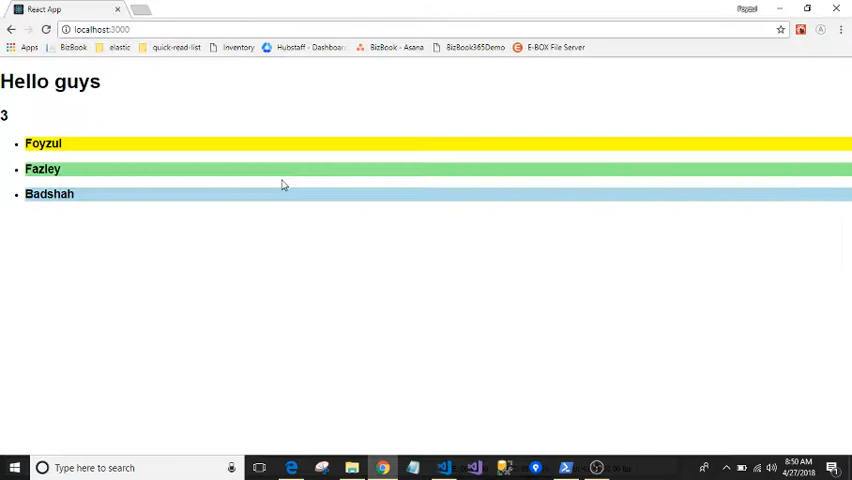 React App
Foyzul
localhost:3000
Apps BizBook elastic quick-read-list Inventory Hubstaff - Dashboar BizBook - Asana BizBook365Demo E-BOX File Server
Hello guys
3
Foyzul
Fazley
Badshah
Type here to search
8:50 AM
4/27/2018